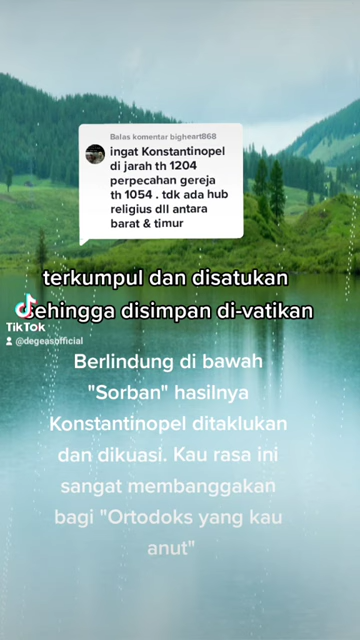 Balas komentar bigheart868
ingat Konstantinopel
di jarah th 1204
perpecahan gereja
th 1054 . tdk ada hub
religius dll antara
barat & timur
terkumpul dan disatukan
sehingga disimpan di-vatikan
TikTok
@degeasofficial
Berlindung di bawah
"Sorban" hasilnya
Konstantinopel ditaklukan
dan dikuasi. Kau rasa ini
sangat membanggakan
bagi "Ortodoks yang kau
anut"